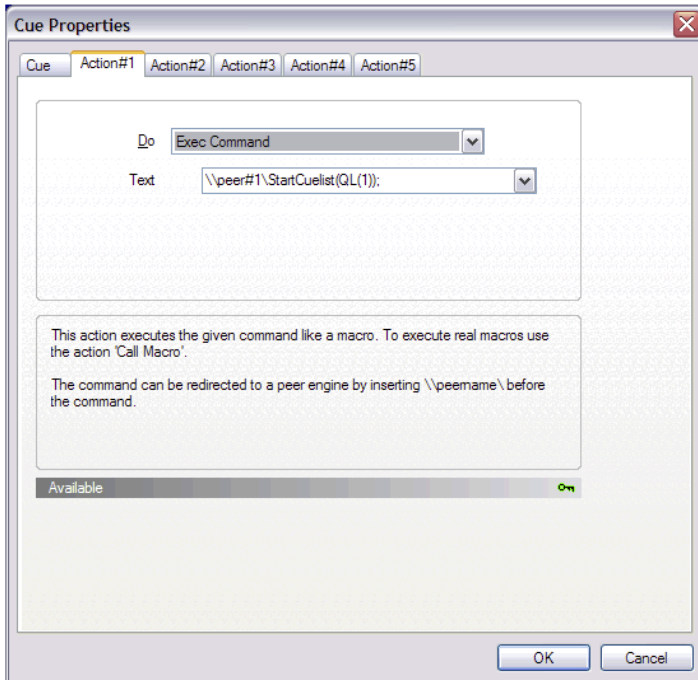 Cue Properties
Cue Action#1 Action#2 Action#3 Action#4 Action#5
Do Exec Command
Text \\peer#1\StartCuelist(QL(1));
This action executes the given command like a macro. To execute real macros use
the action 'Call Macro'.
The command can be redirected to a peer engine by inserting \\peername\ before
the command.
Available
OK Cancel